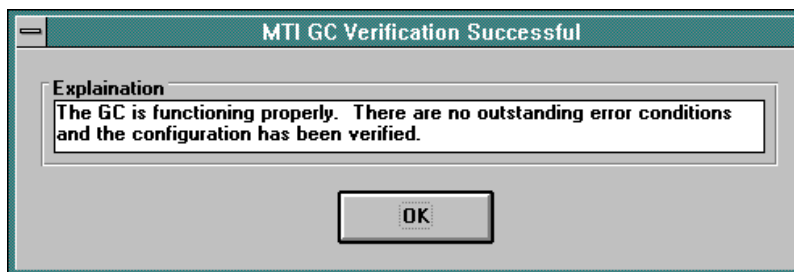 MTI GC Verification Successful
Explaination
The GC is functioning properly.  There are no outstanding error conditions
and the configuration has been verified.
OK